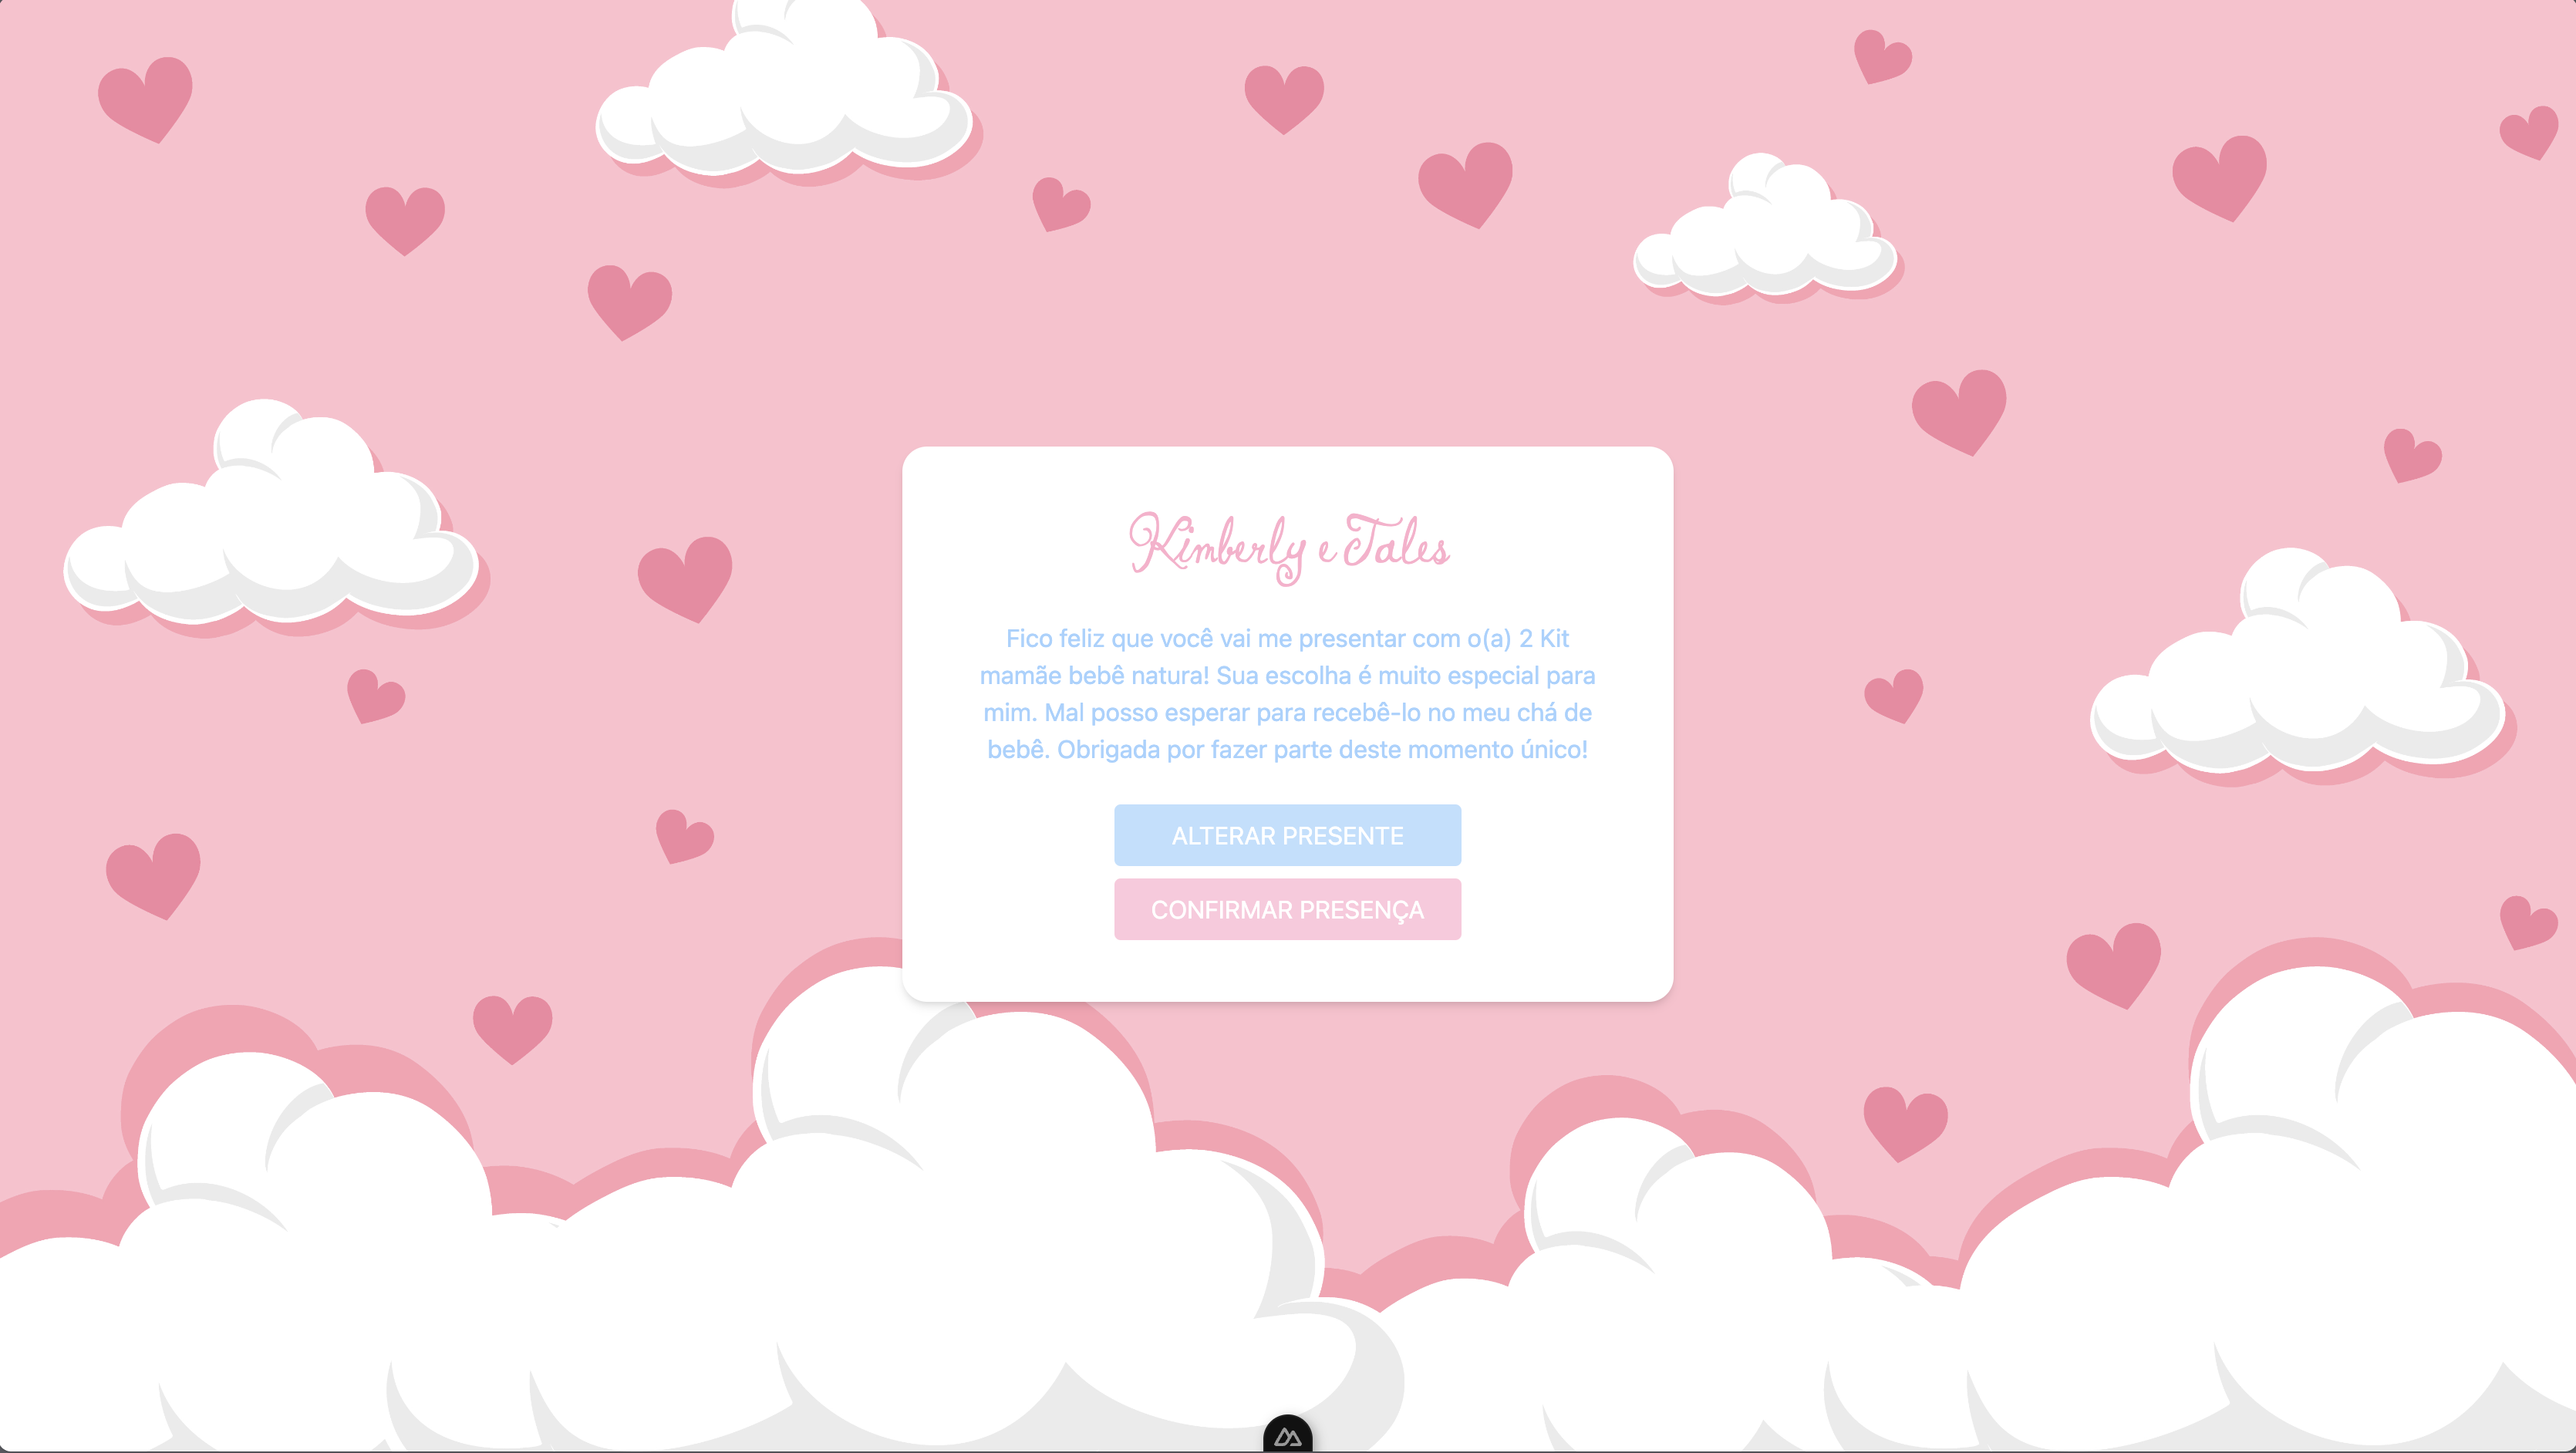 Kimberly e Tales
Fico feliz que você vai me presentar com o(a) 2 Kit
mamãe bebê natura! Sua escolha é muito especial para
mim. Mal posso esperar para recebê-lo no meu chá de
bebê. Obrigada por fazer parte deste momento único!
ALTERAR PRESENTE
CONFIRMAR PRESENÇA